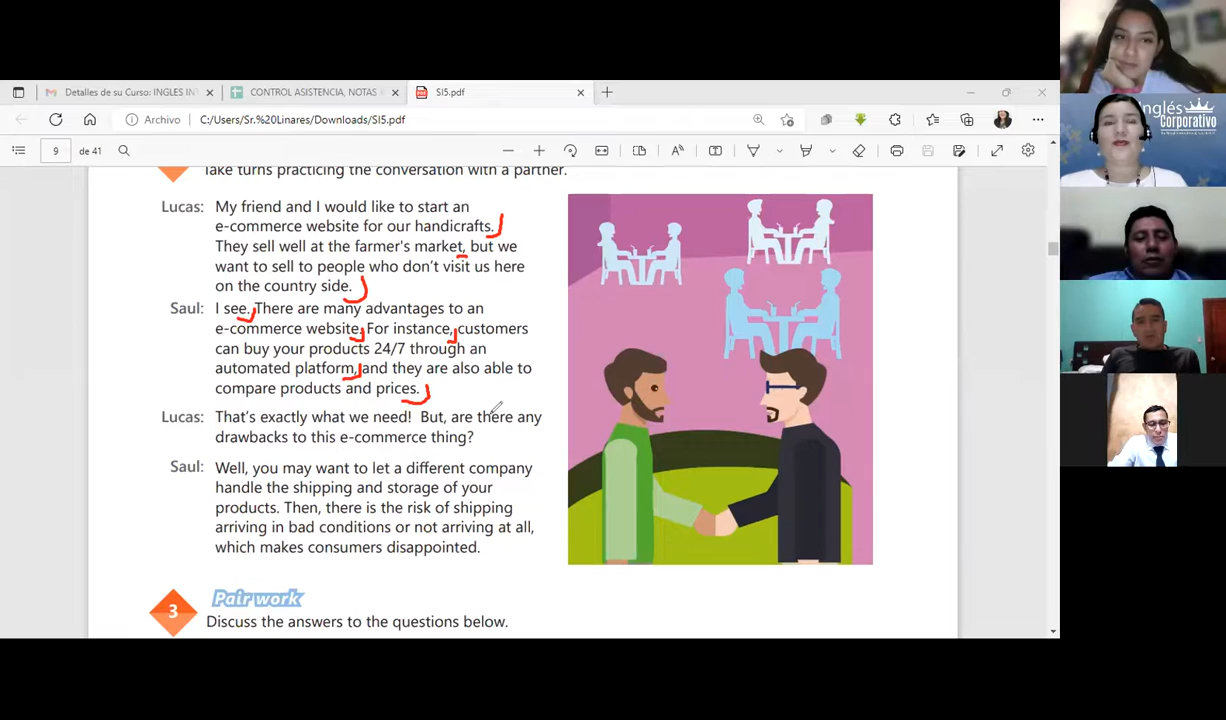 Detalles de su Curso: INGLES IN
CONTROL ASISTENCIA, NOTAS
SI5.pdf
Archivo
C:/Users/Sr.%20Linares/Downloads/SI5.pdf
9 de 41
Take turns practicing the conversation with a partner.
Lucas: My friend and I would like to start an
e-commerce website for our handicrafts.
They sell well at the farmer's market, but we
want to sell to people who don't visit us here
on the country side.
Saul: I see. There are many advantages to an
e-commerce website. For instance, customers
can buy your products 24/7 through an
automated platform, and they are also able to
compare products and prices.
Lucas: That's exactly what we need! But, are there any
drawbacks to this e-commerce thing?
Saul: Well, you may want to let a different company
handle the shipping and storage of your
products. Then, there is the risk of shipping
arriving in bad conditions or not arriving at all,
which makes consumers disappointed.
3 Pair work
Discuss the answers to the questions below.
Inglés
Corporativo